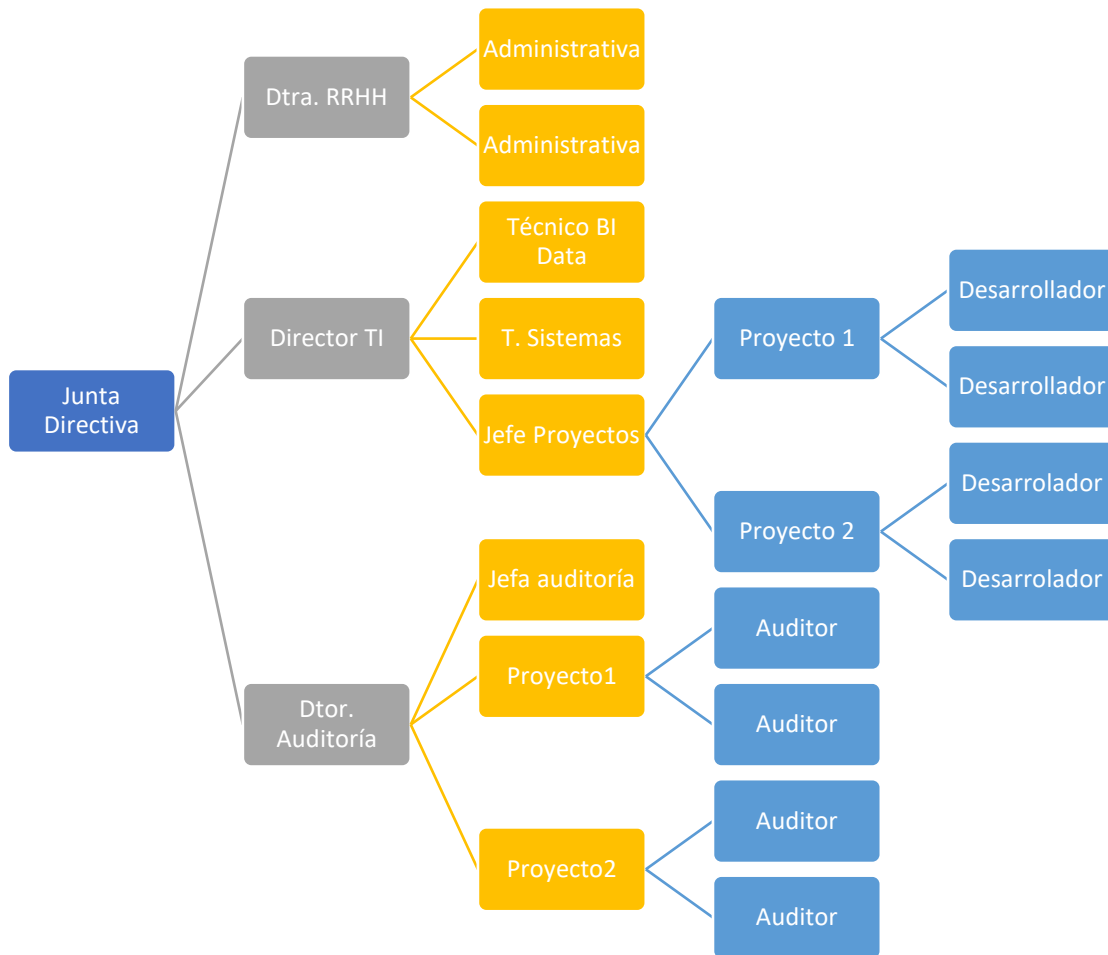 Junta
Directiva
Dtra. RRHH
Administrativa
Administrativa
Director TI
Técnico BI
Data
T. Sistemas
Jefe Proyectos
Proyecto 1
Desarrollador
Desarrollador
Proyecto 2
Desarrolador
Desarrolador
Dtor.
Auditoría
Jefa auditoría
Proyecto1
Auditor
Auditor
Proyecto2
Auditor
Auditor